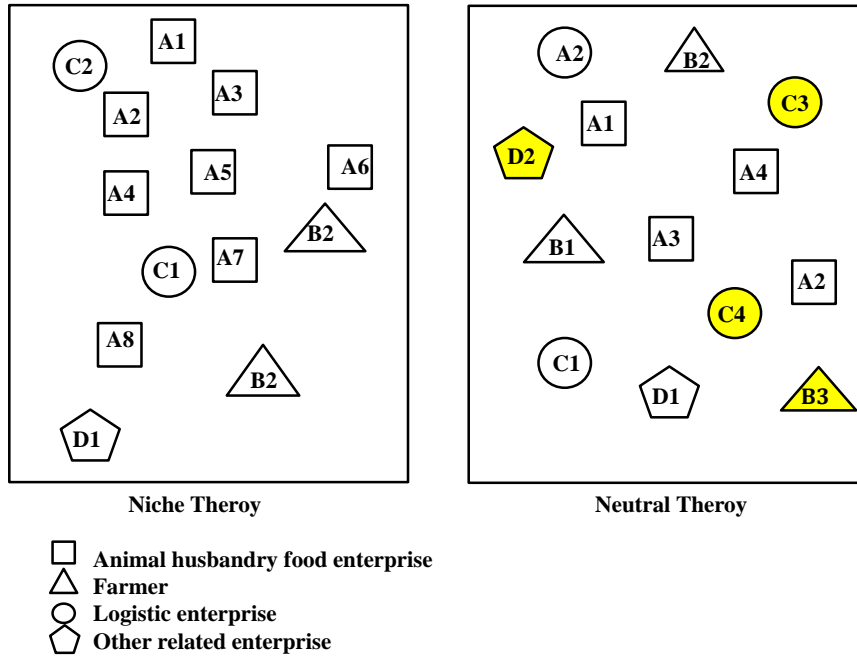 A1
C2
A3
A2
A5
A6
A4
B2
A7
C1
A8
B2
D1
Niche Theroy
A2
B2
C3
A1
D2
A4
B1
A3
A2
C4
C1
D1
B3
Neutral Theroy
Animal husbandry food enterprise
Farmer
Logistic enterprise
Other related enterprise